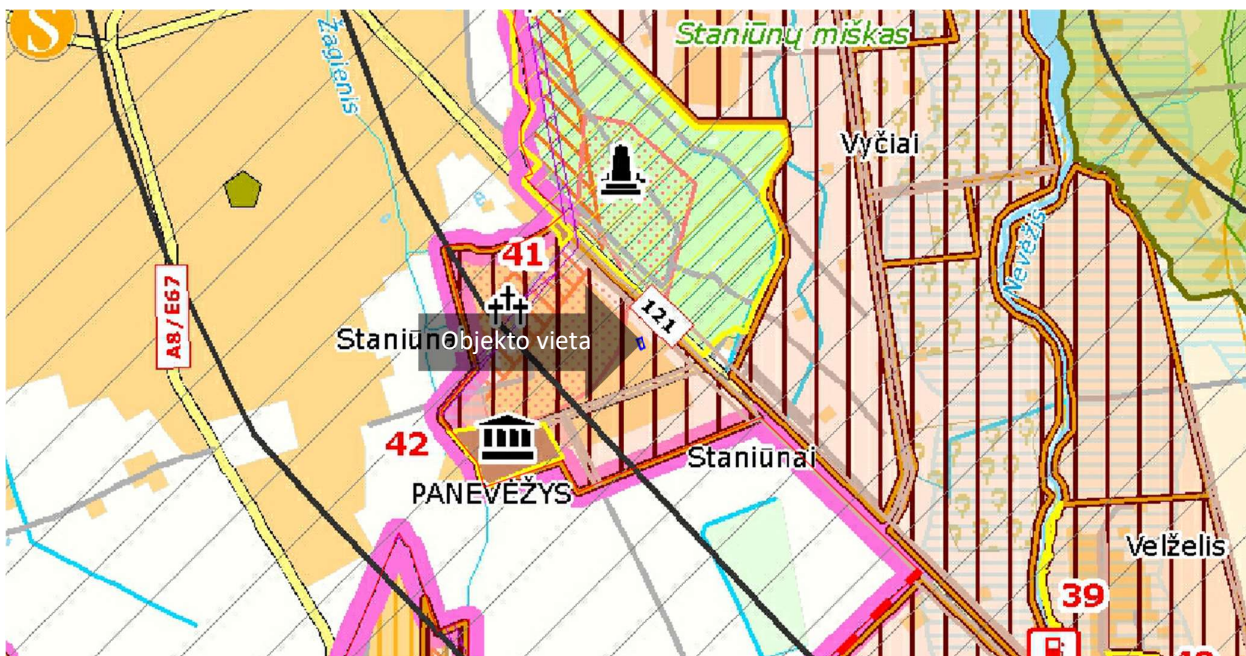 S
Žagienis
Staniūnų miškas
Vyčiai
41
Nevėžis
A8/E67
121
Staniūn
Objekto vieta
42
Staniūnai
PANEVĖŽYS
Velželis
39